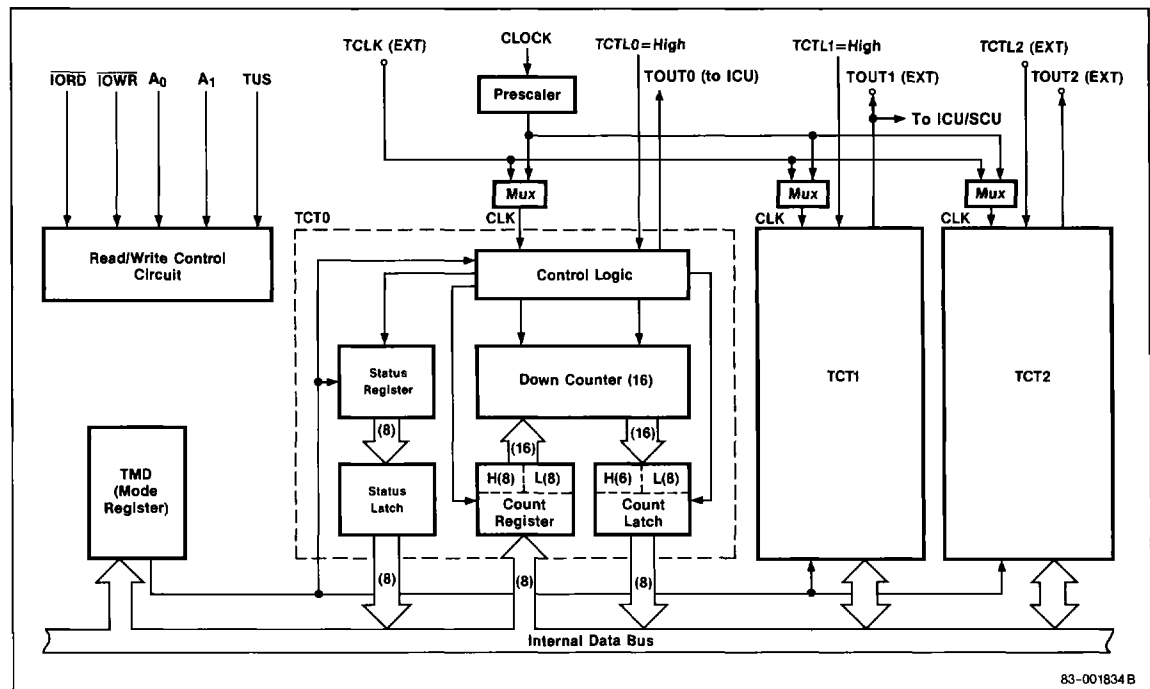 TCLK (EXT)
CLOCK
TCTL0=High
TCTL1=High
TCTL2 (EXT)
TOUT0 (to ICU)
TOUT1 (EXT)
TOUT2 (EXT)
IORD IOWR A0 A1 TUS
Prescaler
To ICU/SCU
Mux
Mux
Mux
TCT0
CLK
CLK
CLK
Read/Write Control
Circuit
Control Logic
Status
Register
Down Counter (16)
TCT1
TCT2
(8)
(16)
(16)
TMD
(Mode
Register)
Status
Latch
H(8) L(8)
Count
Register
H(6) L(8)
Count
Latch
(8)
(8)
(8)
Internal Data Bus
83-001834B